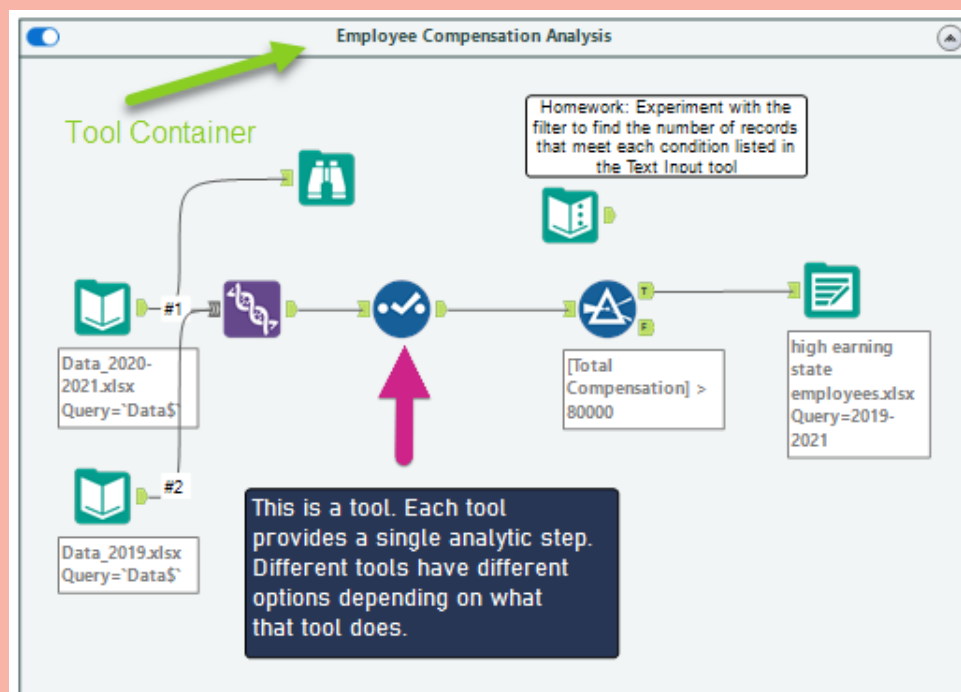 Employee Compensation Analysis
Tool Container
Homework: Experiment with the
filter to find the number of records
that meet each condition listed in
the Text Input tool
#1
T
F
Data_2020-
2021.xlsx
Query=`Data$`
[Total
Compensation] >
80000
high earning
state
employees.xlsx
Query=2019-
2021
#2
Data_2019.xlsx
Query=`Data$`
This is a tool. Each tool
provides a single analytic step.
Different tools have different
options depending on what
that tool does.